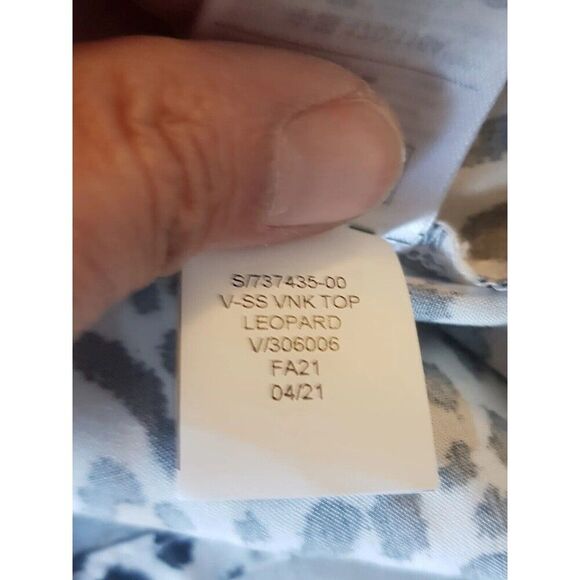 S/737435-00
V-SS VNK TOP
LEOPARD
V/306006
FA21
04/21